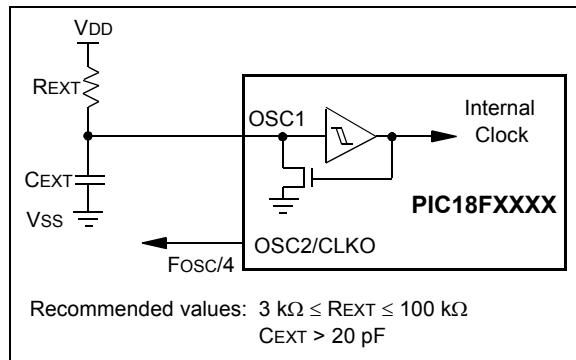 VDD
REXT
OSC1
Internal
Clock
CEXT
PIC18FXXXX
VSS
OSC2/CLKO
FOSC/4
Recommended values: 3 kΩ ≤ REXT ≤ 100 kΩ
CEXT > 20 pF